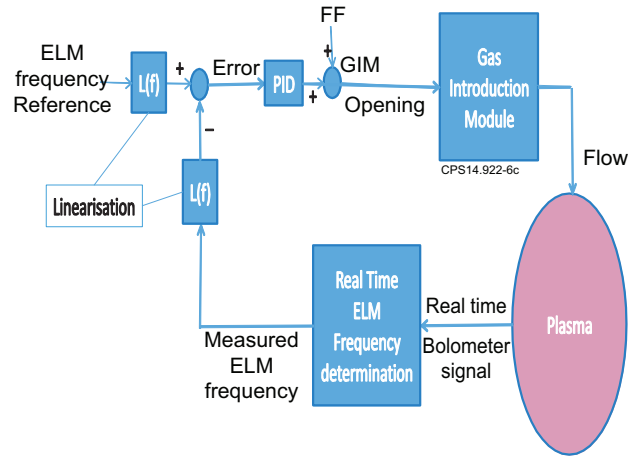 FF
ELM
frequency
Reference
L(f)
+
Error
PID
+
+
GIM
Opening
Gas
Introduction
Module
CPS14.922-6c
Flow
–
Linearisation
L(f)
Measured
ELM
frequency
Real Time
ELM
Frequency
determination
Real time
Bolometer
signal
Plasma